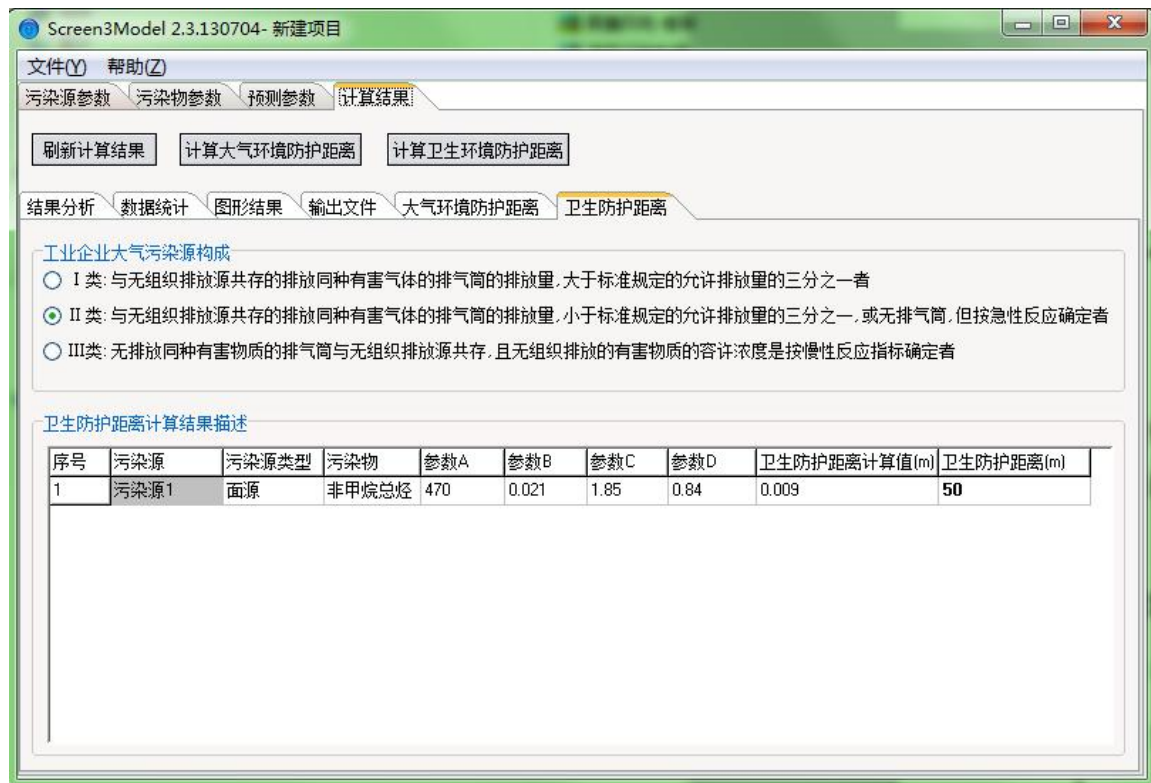 Screen3Model 2.3.130704- 新建项目
文件(Y) 帮助(Z)
污染源参数 污染物参数 预测参数 计算结果
刷新计算结果 计算大气环境防护距离 计算卫生环境防护距离
结果分析 数据统计 图形结果 输出文件 大气环境防护距离 卫生防护距离
工业企业大气污染源构成
I 类: 与无组织排放源共存的排放同种有害气体的排气筒的排放量, 大于标准规定的允许排放量的三分之一者
II 类: 与无组织排放源共存的排放同种有害气体的排气筒的排放量, 小于标准规定的允许排放量的三分之一, 或无排气筒, 但按急性反应确定者
III类: 无排放同种有害物质的排气筒与无组织排放源共存, 且无组织排放的有害物质的容许浓度是按慢性反应指标确定者
卫生防护距离计算结果描述
序号 污染源 污染源类型 污染物 参数A 参数B 参数C 参数D 卫生防护距离计算值(m) 卫生防护距离(m)
1 污染源1 面源 非甲烷总烃 470 0.021 1.85 0.84 0.009 50